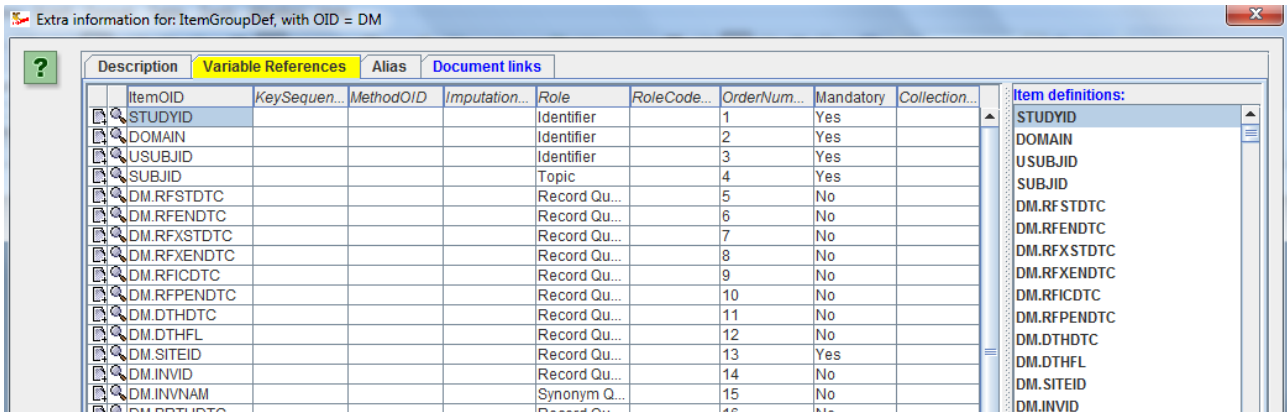 Extra information for: ItemGroupDef, with OID = DM
x
?
Description Variable References Alias Document links
ItemOID KeySequen... MethodOID Imputation... Role RoleCode... OrderNum... Mandatory Collection... Item definitions:
STUDYID Identifier 1 Yes STUDYID
DOMAIN Identifier 2 Yes DOMAIN
USUBJID Identifier 3 Yes USUBJID
SUBJID Topic 4 Yes SUBJID
DM.RFSTDTC Record Qu... 5 No DM.RFSTDTC
DM.RFENDTC Record Qu... 6 No DM.RFENDTC
DM.RFXSTDTC Record Qu... 7 No DM.RFXSTDTC
DM.RFXENDTC Record Qu... 8 No DM.RFXENDTC
DM.RFICDTC Record Qu... 9 No DM.RFICDTC
DM.RFPENDTC Record Qu... 10 No DM.RFPENDTC
DM.DTHDTC Record Qu... 11 No DM.DTHDTC
DM.DTHFL Record Qu... 12 No DM.DTHFL
DM.SITEID Record Qu... 13 Yes DM.SITEID
DM.INVID Record Qu... 14 No DM.INVID
DM.INVNAM Synonym Q... 15 No